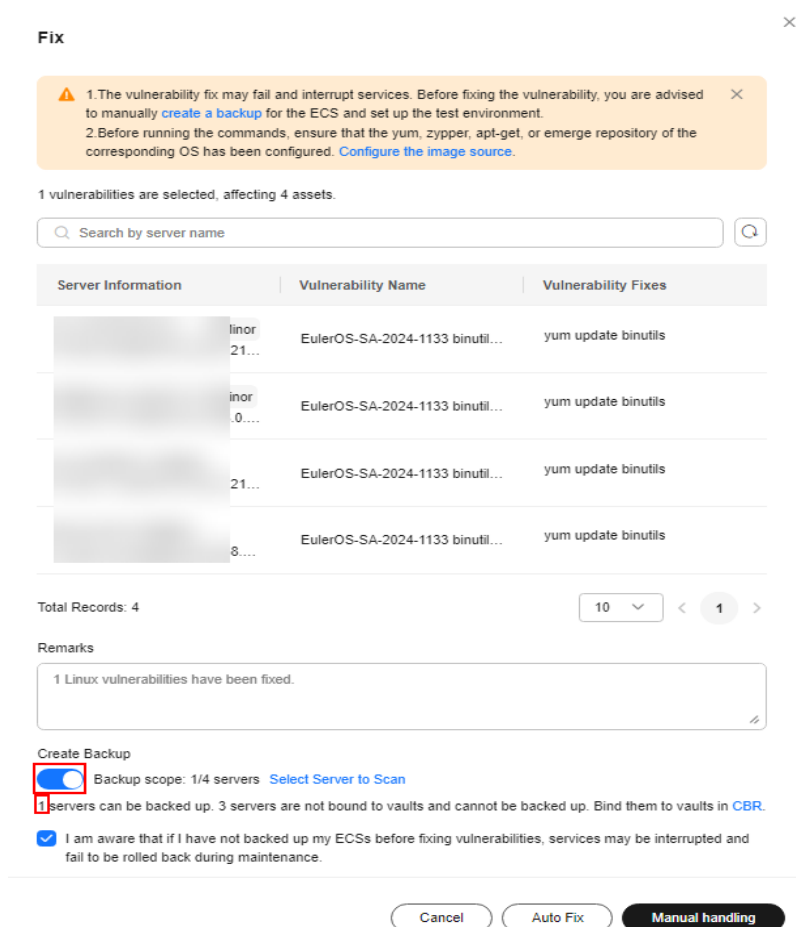 Fix
1.The vulnerability fix may fail and interrupt services. Before fixing the vulnerability, you are advised
to manually create a backup for the ECS and set up the test environment.
2.Before running the commands, ensure that the yum, zypper, apt-get, or emerge repository of the
corresponding OS has been configured. Configure the image source.
1 vulnerabilities are selected, affecting 4 assets.
Search by server name
Server Information Vulnerability Name Vulnerability Fixes
inor
21... EulerOS-SA-2024-1133 binutil... yum update binutils
inor
.0.... EulerOS-SA-2024-1133 binutil... yum update binutils
21... EulerOS-SA-2024-1133 binutil... yum update binutils
8.... EulerOS-SA-2024-1133 binutil... yum update binutils
Total Records: 4 10 < 1 >
Remarks
1 Linux vulnerabilities have been fixed.
Create Backup
Backup scope: 1/4 servers Select Server to Scan
1 servers can be backed up. 3 servers are not bound to vaults and cannot be backed up. Bind them to vaults in CBR.
I am aware that if I have not backed up my ECSs before fixing vulnerabilities, services may be interrupted and
fail to be rolled back during maintenance.
Cancel Auto Fix Manual handling